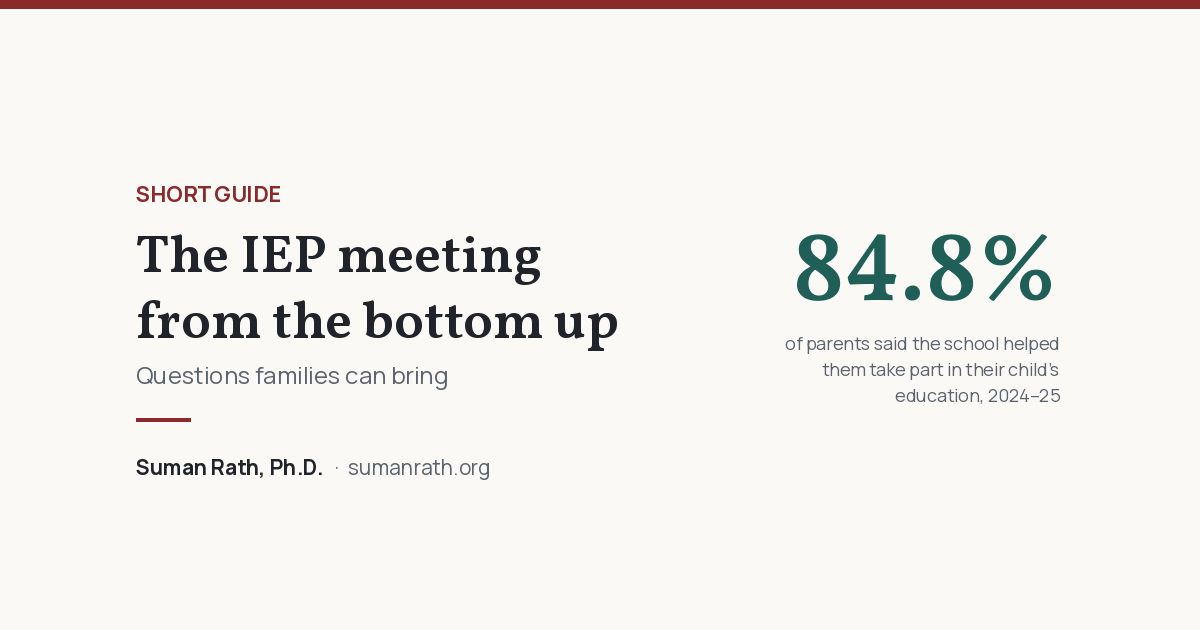 SHORT GUIDE
The IEP meeting
from the bottom up
Questions families can bring
Suman Rath, Ph.D. · sumanrath.org
84.8%
of parents said the school helped
them take part in their child's
education, 2024–25